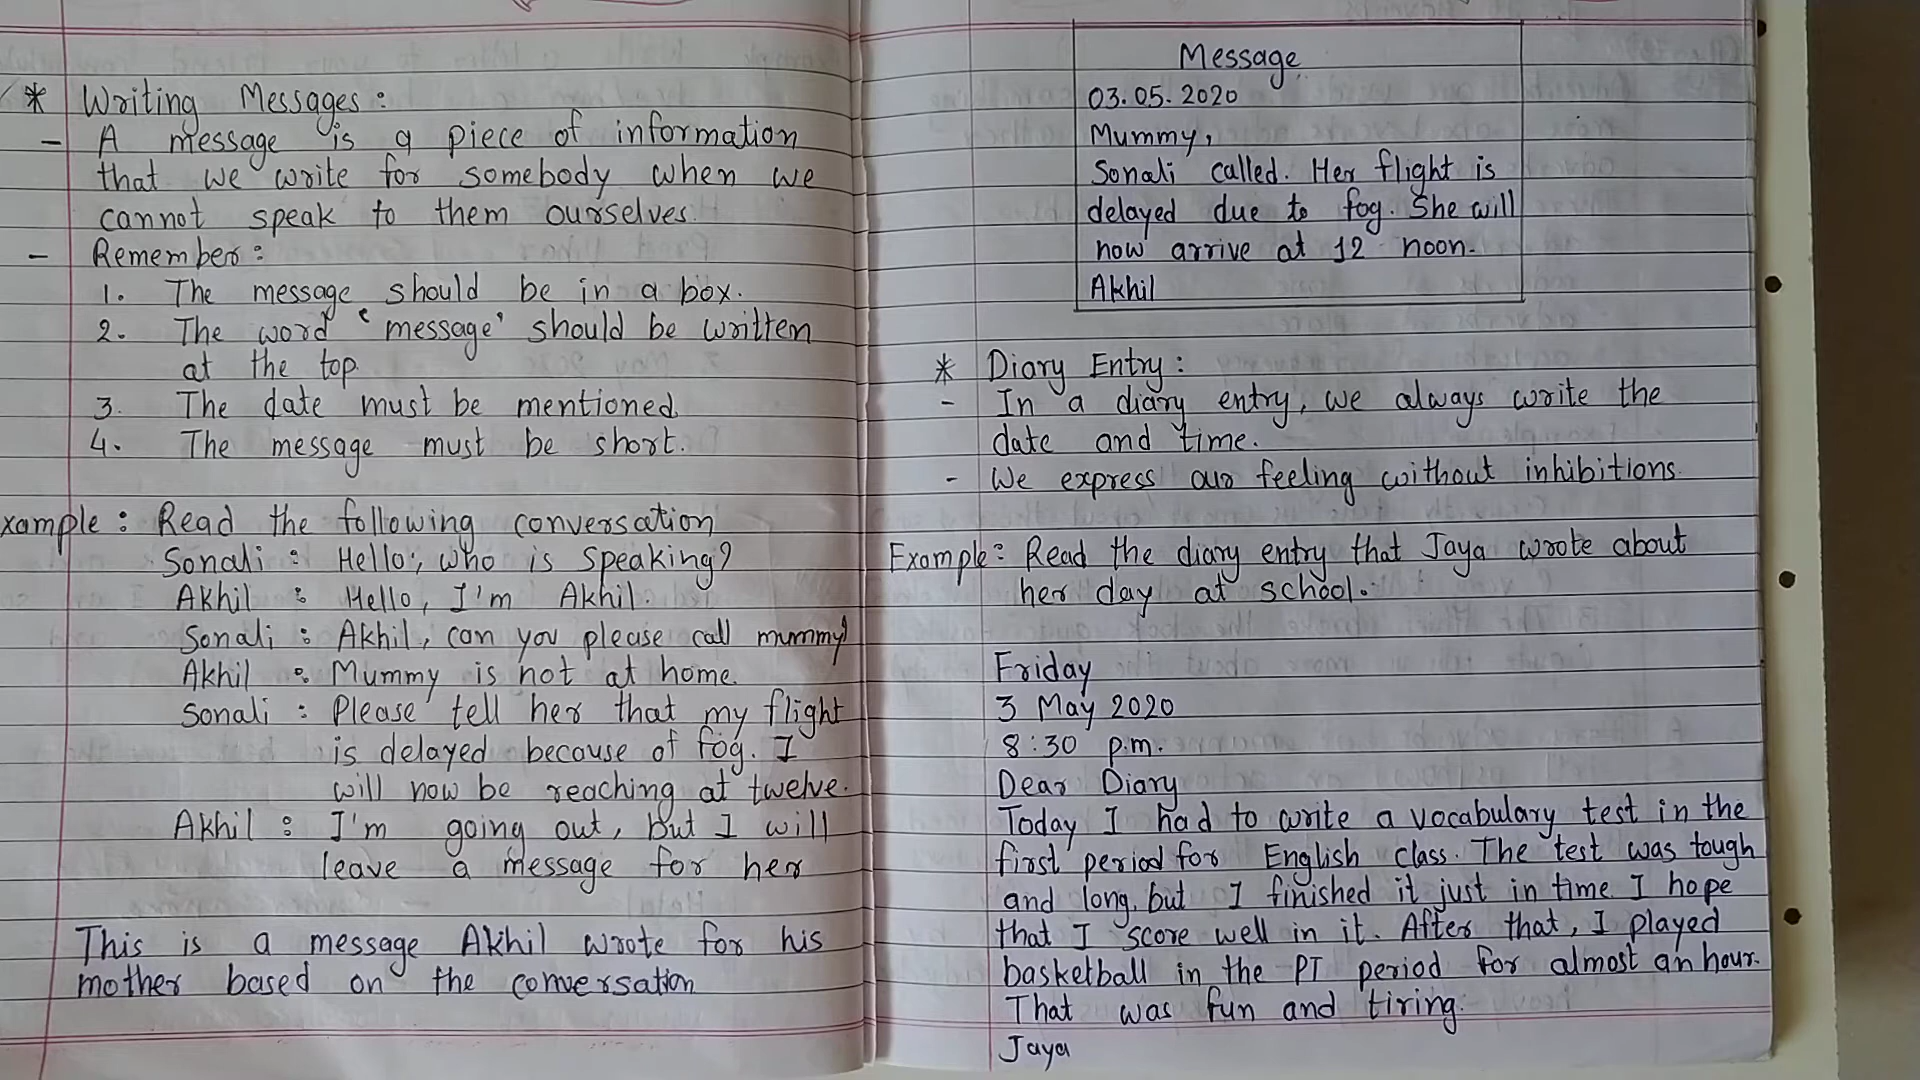 * Writing Messages:
- A message is a piece of information
that we write for somebody when we
cannot speak to them ourselves.
- Remember:
1. The message should be in a box.
2. The word 'message' should be written
at the top.
3. The date must be mentioned.
4. The message must be short.
xample: Read the following conversation
Sonali: Hello, who is speaking?
Akhil: Hello, I'm Akhil.
Sonali: Akhil, can you please call mummy?
Akhil: Mummy is not at home.
Sonali: Please tell her that my flight
is delayed because of fog. I
will now be reaching at twelve.
Akhil: I'm going out, but I will
leave a message for her
This is a message Akhil wrote for his
mother based on the conversation
Message
03.05.2020
Mummy,
Sonali called. Her flight is
delayed due to fog. She will
now arrive at 12 noon.
Akhil
* Diary Entry:
- In a diary entry, we always write the
date and time.
- We express our feeling without inhibitions.
Example: Read the diary entry that Jaya wrote about
her day at school.
Friday
3 May 2020
8:30 p.m.
Dear Diary
Today I had to write a vocabulary test in the
first period for English class. The test was tough
and long, but I finished it just in time. I hope
that I score well in it. After that, I played
basketball in the PT period for almost an hour.
That was fun and tiring.
Jaya